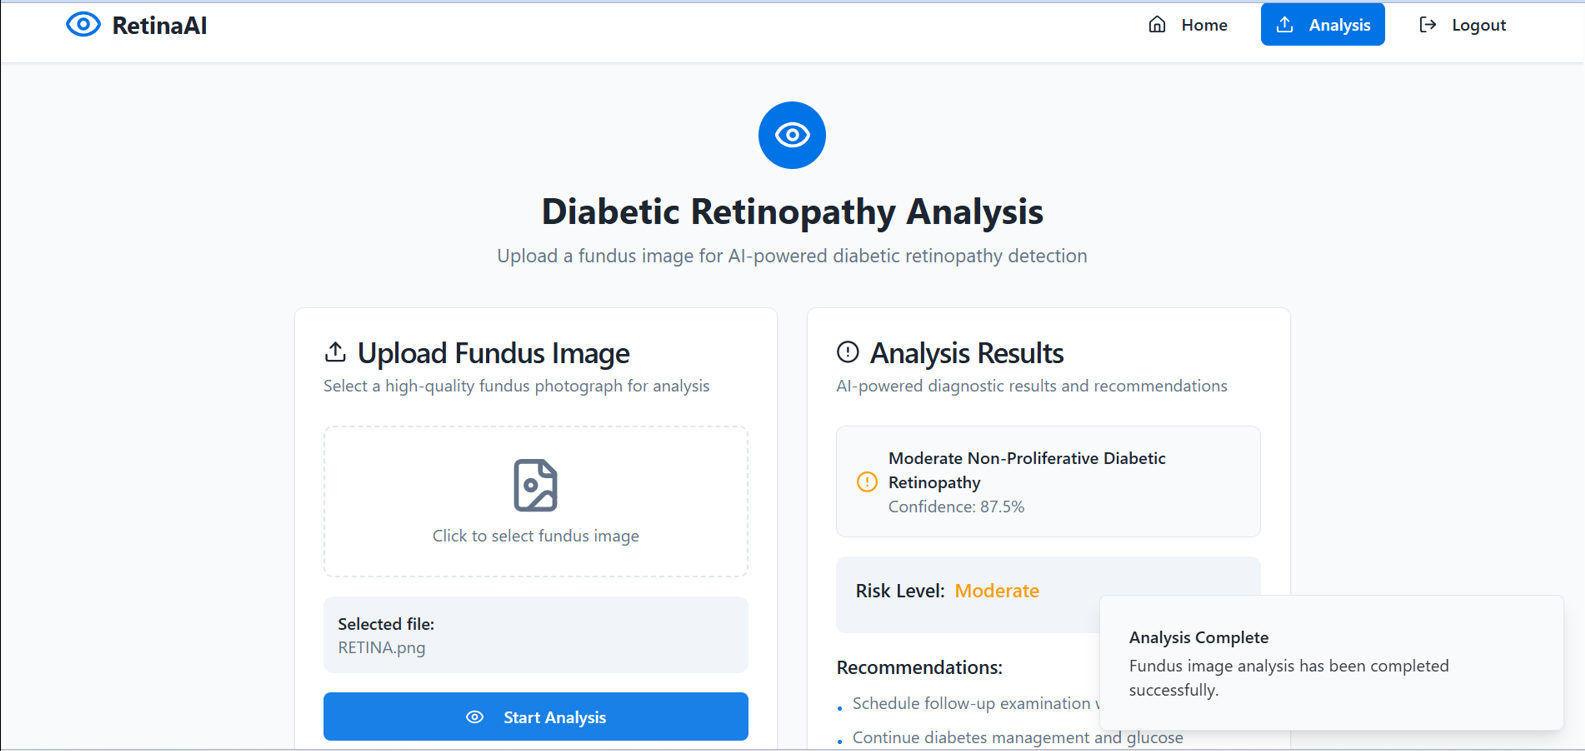 RetinaAI
Home
Analysis
Logout
Diabetic Retinopathy Analysis
Upload a fundus image for AI-powered diabetic retinopathy detection
Upload Fundus Image
Select a high-quality fundus photograph for analysis
Click to select fundus image
Selected file:
RETINA.png
Start Analysis
Analysis Results
AI-powered diagnostic results and recommendations
Moderate Non-Proliferative Diabetic
Retinopathy
Confidence: 87.5%
Risk Level: Moderate
Recommendations:
• Schedule follow-up examination
• Continue diabetes management and glucose
Analysis Complete
Fundus image analysis has been completed
successfully.